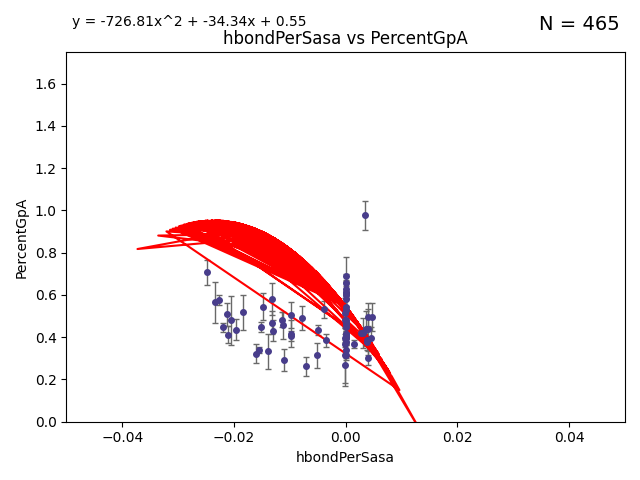 y = -726.81x^2 + -34.34x + 0.55
N = 465
hbondPerSasa vs PercentGpA
1.6
1.4
1.2
1.0
0.8
0.6
0.4
0.2
0.0
PercentGpA
−0.04 −0.02 0.00 0.02 0.04
hbondPerSasa